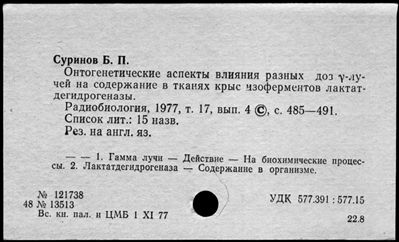 Суринов Б. П.
Онтогенетические аспекты влияния разных доз γ-лу-
чей на содержание в тканях крыс изоферментов лактат-
дегидрогеназы.
Радиобиология, 1977, т. 17, вып. 4 ©, с. 485—491.
Список лит.: 15 назв.
Рез. на англ. яз.
— — 1. Гамма лучи — Действие — На биохимические процес-
сы. 2. Лактатдегидрогеназа — Содержание в организме.
№ 121738
48 № 13513
Вс. кн. пал. и ЦМБ 1 XI 77
УДК 577.391 : 577.15
22.8